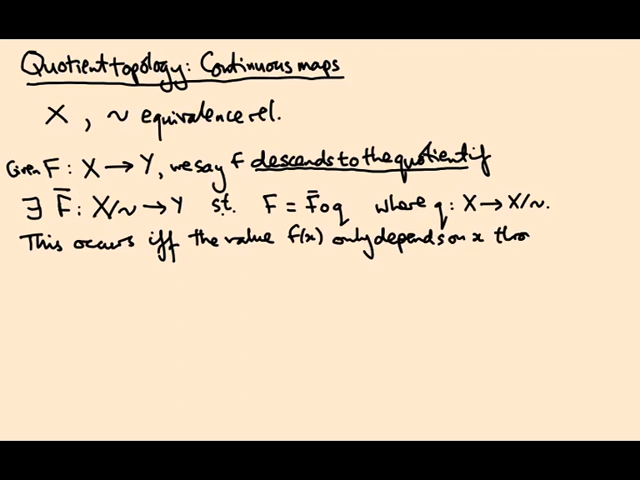 Quotient topology: Continuous maps
X, ~ equivalence rel.
Given F: X → Y, we say F descends to the quotient if
∃ F̄: X/~ → Y s.t. F = F̄∘q where q: X → X/~.
This occurs iff the value F(x) only depends on x thro